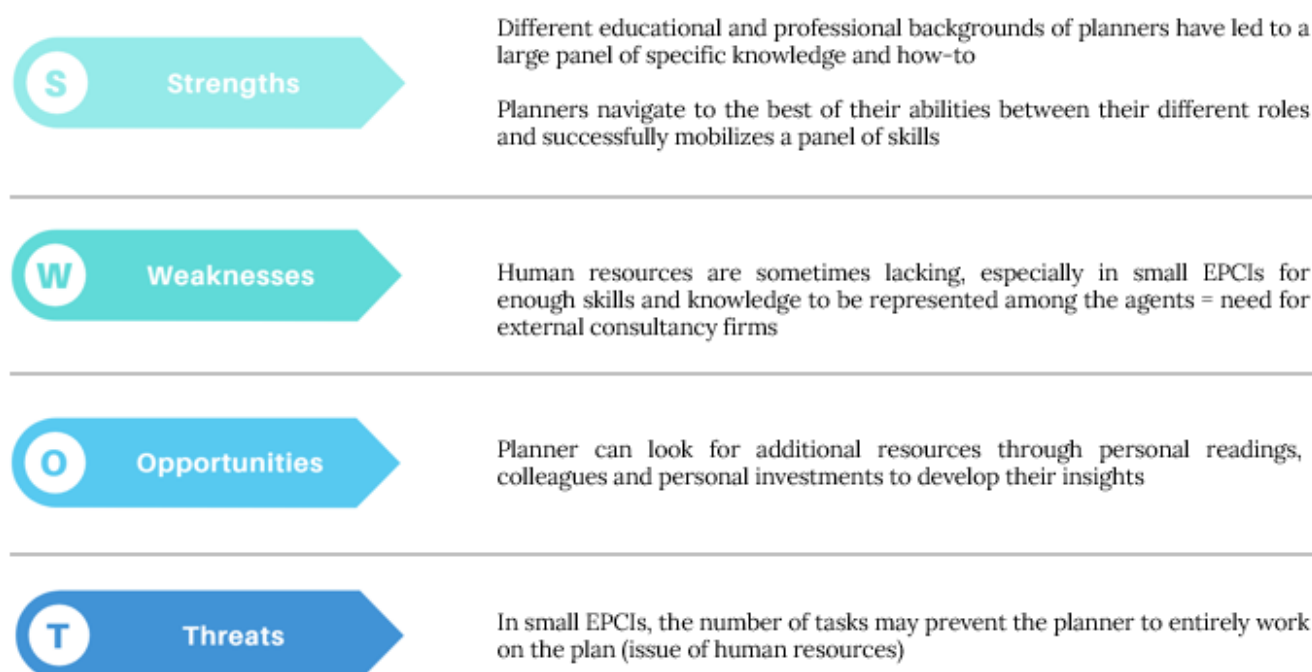 S
Strengths
Different educational and professional backgrounds of planners have led to a
large panel of specific knowledge and how-to
Planners navigate to the best of their abilities between their different roles
and successfully mobilizes a panel of skills
W
Weaknesses
Human resources are sometimes lacking, especially in small EPCIs for
enough skills and knowledge to be represented among the agents = need for
external consultancy firms
O
Opportunities
Planner can look for additional resources through personal readings,
colleagues and personal investments to develop their insights
T
Threats
In small EPCIs, the number of tasks may prevent the planner to entirely work
on the plan (issue of human resources)